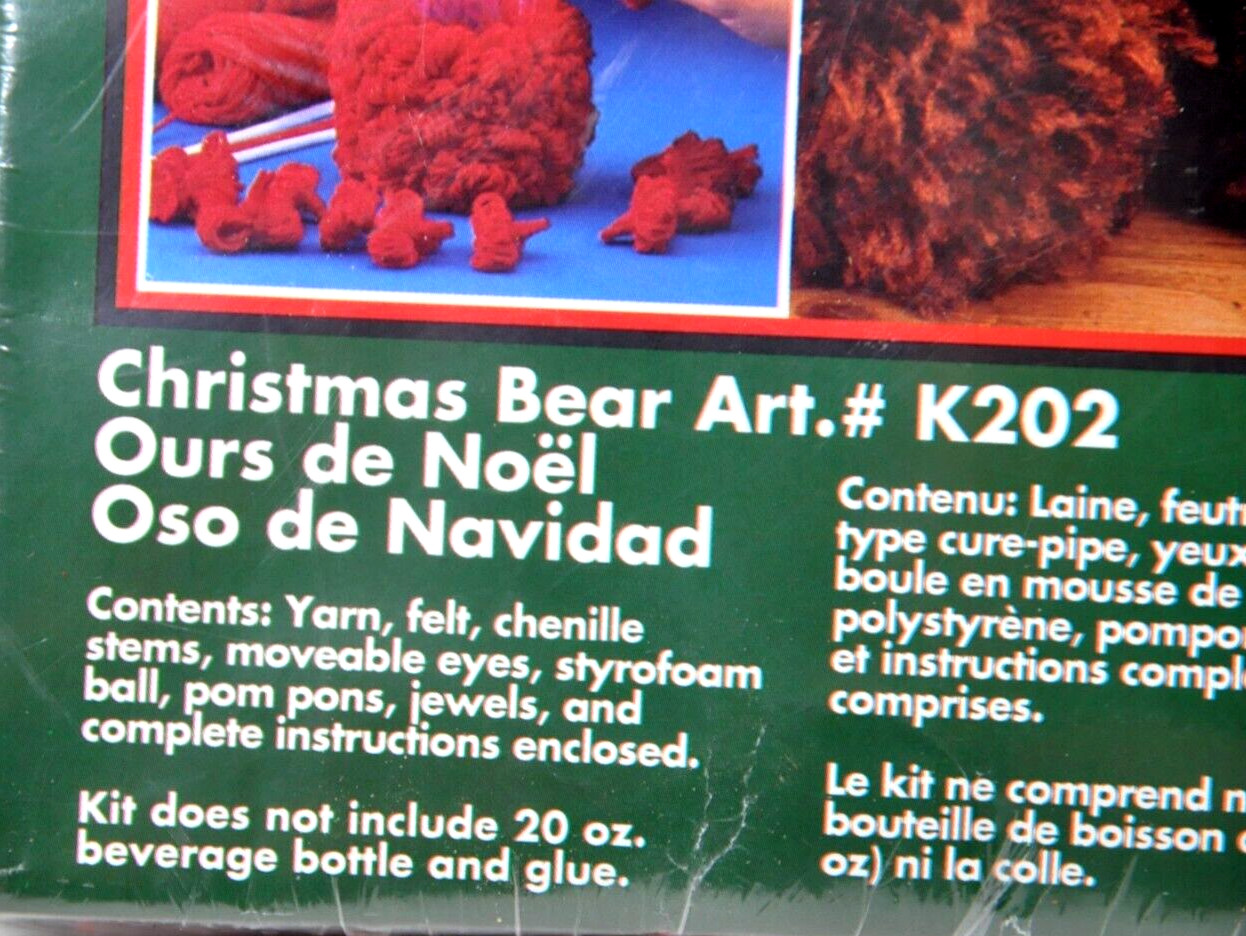 Christmas Bear Art.# K202
Ours de Noël
Oso de Navidad
Contents: Yarn, felt, chenille
stems, moveable eyes, styrofoam
ball, pom pons, jewels, and
complete instructions enclosed.
Kit does not include 20 oz.
beverage bottle and glue.
Contenu: Laine,
type cure-pipe, yeux
boule en mousse de
polystyrène,
et instructions
comprises.
Le kit ne comprend
bouteille de boisson
oz) ni la colle.